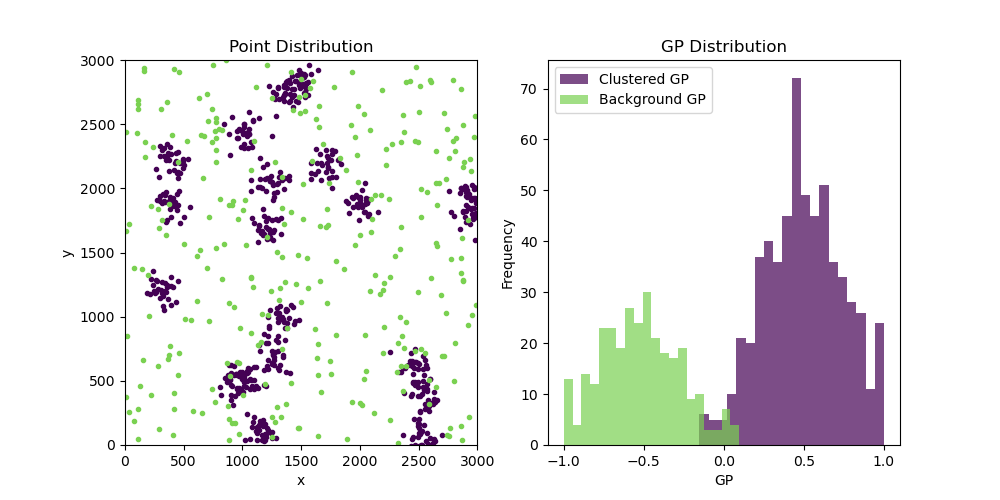 Point Distribution
3000
2500
2000
1500
1000
500
0
y
0 500 1000 1500 2000 2500 3000
x
GP Distribution
Clustered GP
Background GP
70
60
50
40
30
20
10
0
Frequency
−1.0 −0.5 0.0 0.5 1.0
GP